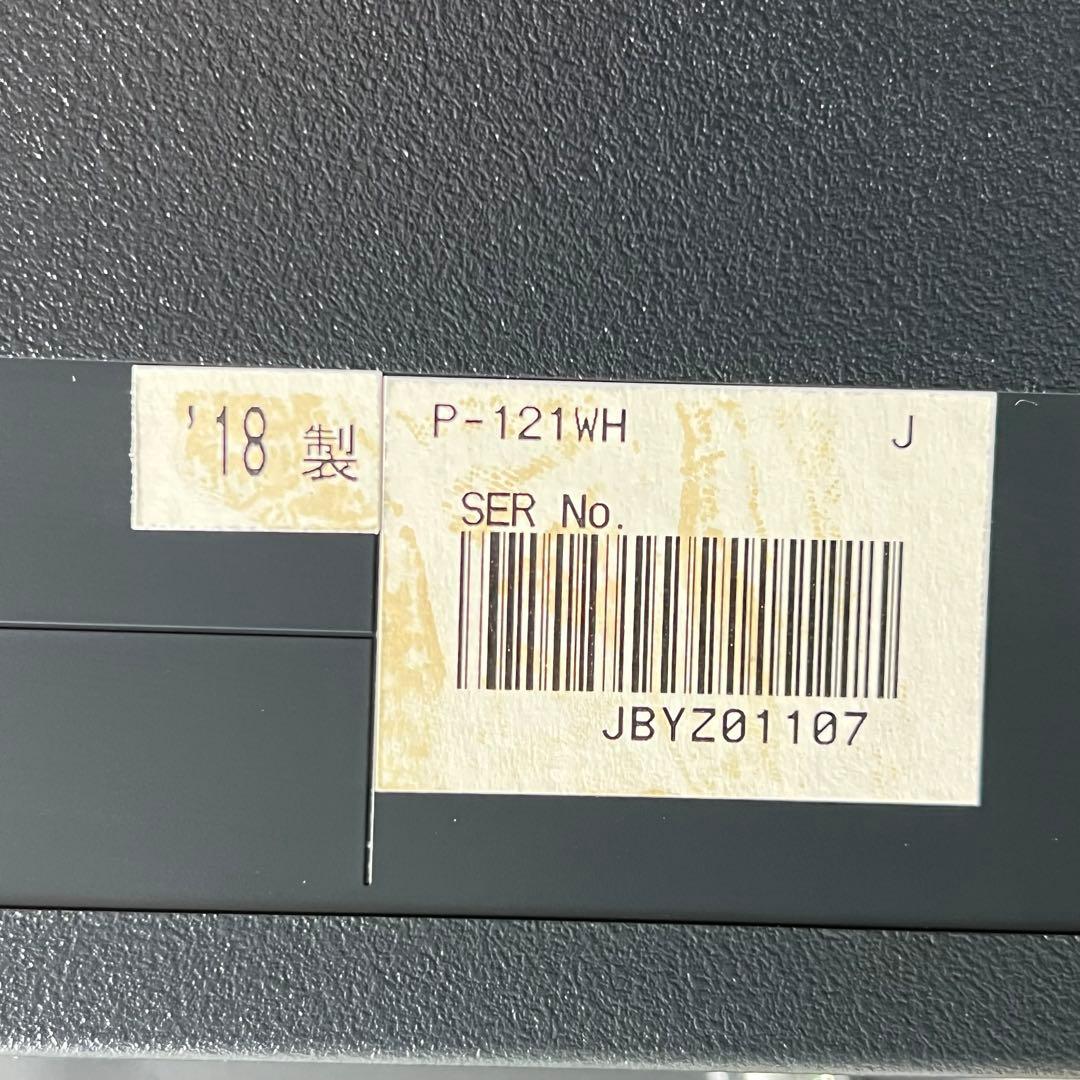 '18 製
P-121WH J
SER No.
JBYZ01107